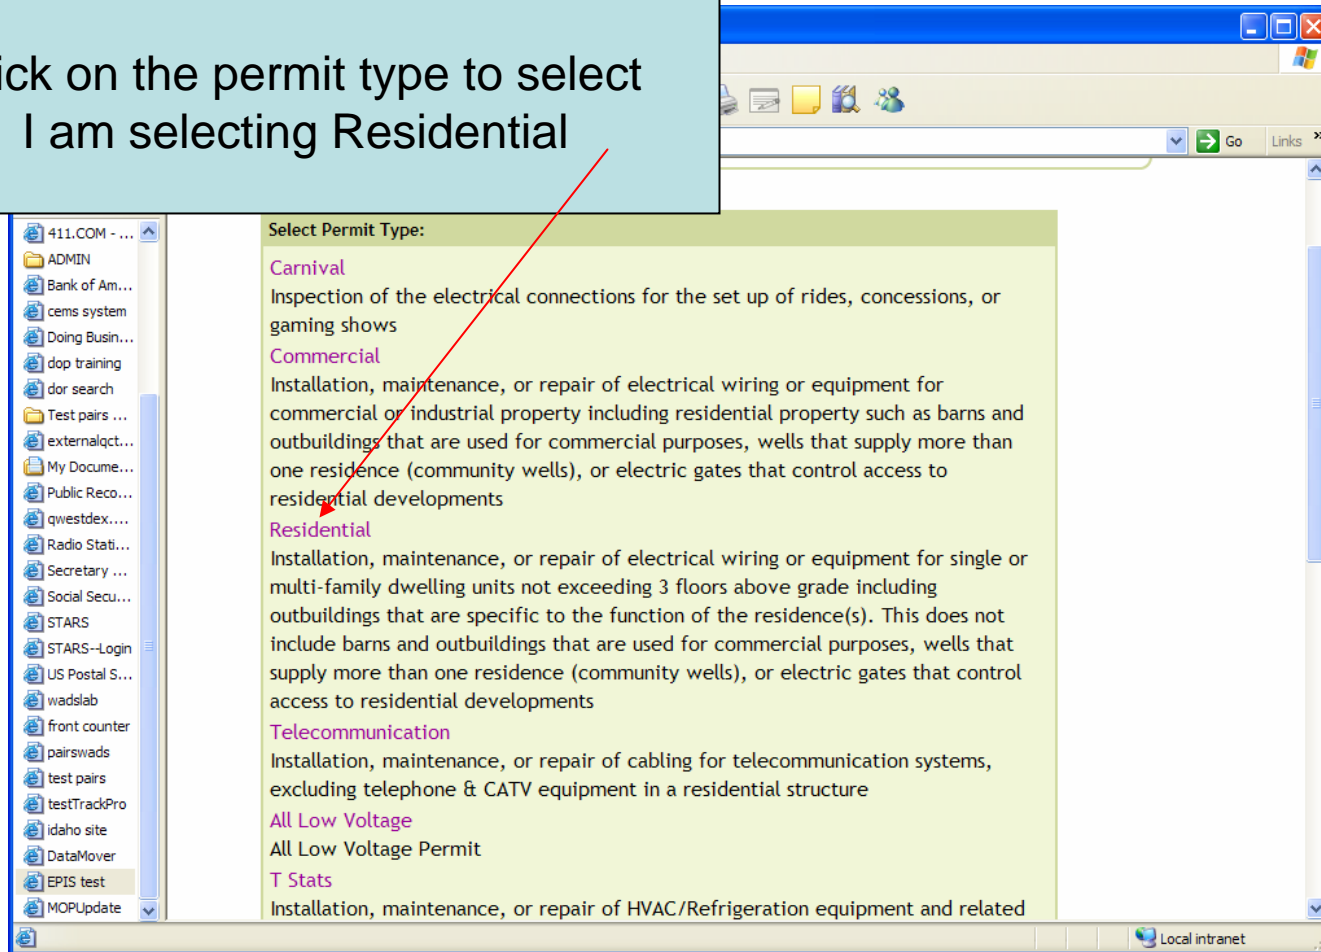 ick on the permit type to select
I am selecting Residential
Go
Links
411.COM - ...
ADMIN
Bank of Am...
cems system
Doing Busin...
dop training
dor search
Test pairs ...
externalqct...
My Docume...
Public Reco...
qwestdex....
Radio Stati...
Secretary ...
Social Secu...
STARS
STARS--Login
US Postal S...
wadslab
front counter
pairswads
test pairs
testTrackPro
idaho site
DataMover
EPIS test
MOPUpdate
Select Permit Type:
Carnival
Inspection of the electrical connections for the set up of rides, concessions, or
gaming shows
Commercial
Installation, maintenance, or repair of electrical wiring or equipment for
commercial or industrial property including residential property such as barns and
outbuildings that are used for commercial purposes, wells that supply more than
one residence (community wells), or electric gates that control access to
residential developments
Residential
Installation, maintenance, or repair of electrical wiring or equipment for single or
multi-family dwelling units not exceeding 3 floors above grade including
outbuildings that are specific to the function of the residence(s). This does not
include barns and outbuildings that are used for commercial purposes, wells that
supply more than one residence (community wells), or electric gates that control
access to residential developments
Telecommunication
Installation, maintenance, or repair of cabling for telecommunication systems,
excluding telephone & CATV equipment in a residential structure
All Low Voltage
All Low Voltage Permit
T Stats
Installation, maintenance, or repair of HVAC/Refrigeration equipment and related
Local intranet